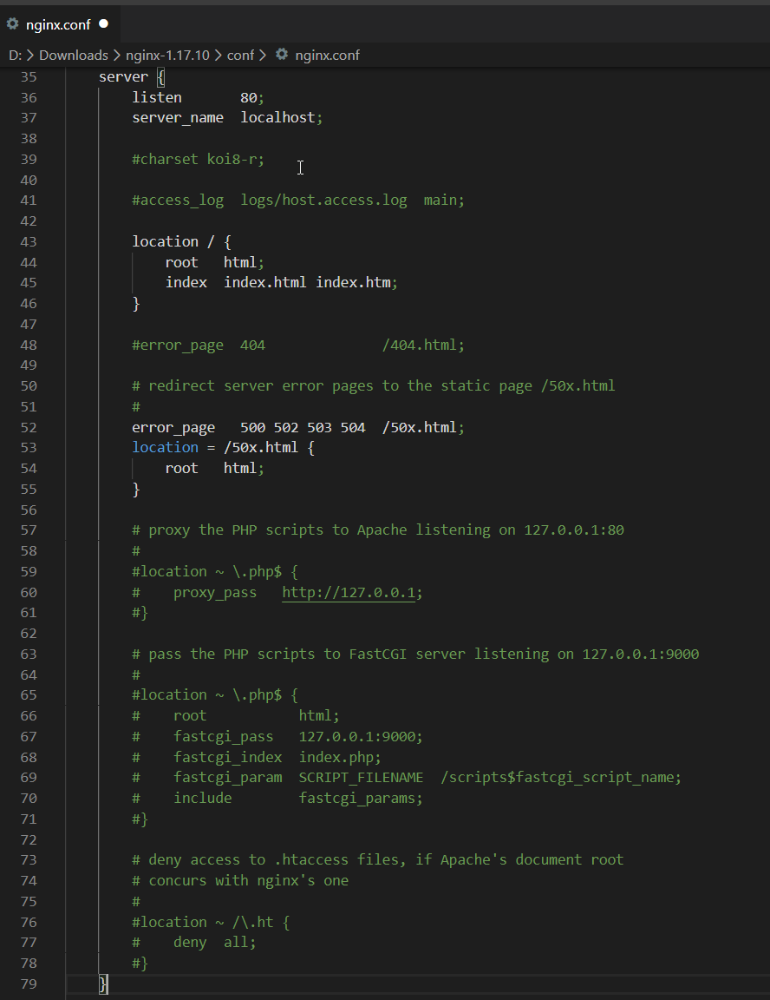 nginx.conf
D: > Downloads > nginx-1.17.10 > conf > nginx.conf
35 server {
36     listen       80;
37     server_name  localhost;
38
39     #charset koi8-r;
40
41     #access_log  logs/host.access.log  main;
42
43     location / {
44         root   html;
45         index  index.html index.htm;
46     }
47
48     #error_page  404              /404.html;
49
50     # redirect server error pages to the static page /50x.html
51     #
52     error_page   500 502 503 504  /50x.html;
53     location = /50x.html {
54         root   html;
55     }
56
57     # proxy the PHP scripts to Apache listening on 127.0.0.1:80
58     #
59     #location ~ \.php$ {
60     #    proxy_pass   http://127.0.0.1;
61     #}
62
63     # pass the PHP scripts to FastCGI server listening on 127.0.0.1:9000
64     #
65     #location ~ \.php$ {
66     #    root           html;
67     #    fastcgi_pass   127.0.0.1:9000;
68     #    fastcgi_index  index.php;
69     #    fastcgi_param  SCRIPT_FILENAME  /scripts$fastcgi_script_name;
70     #    include        fastcgi_params;
71     #}
72
73     # deny access to .htaccess files, if Apache's document root
74     # concurs with nginx's one
75     #
76     #location ~ /\.ht {
77     #    deny  all;
78     #}
79 }